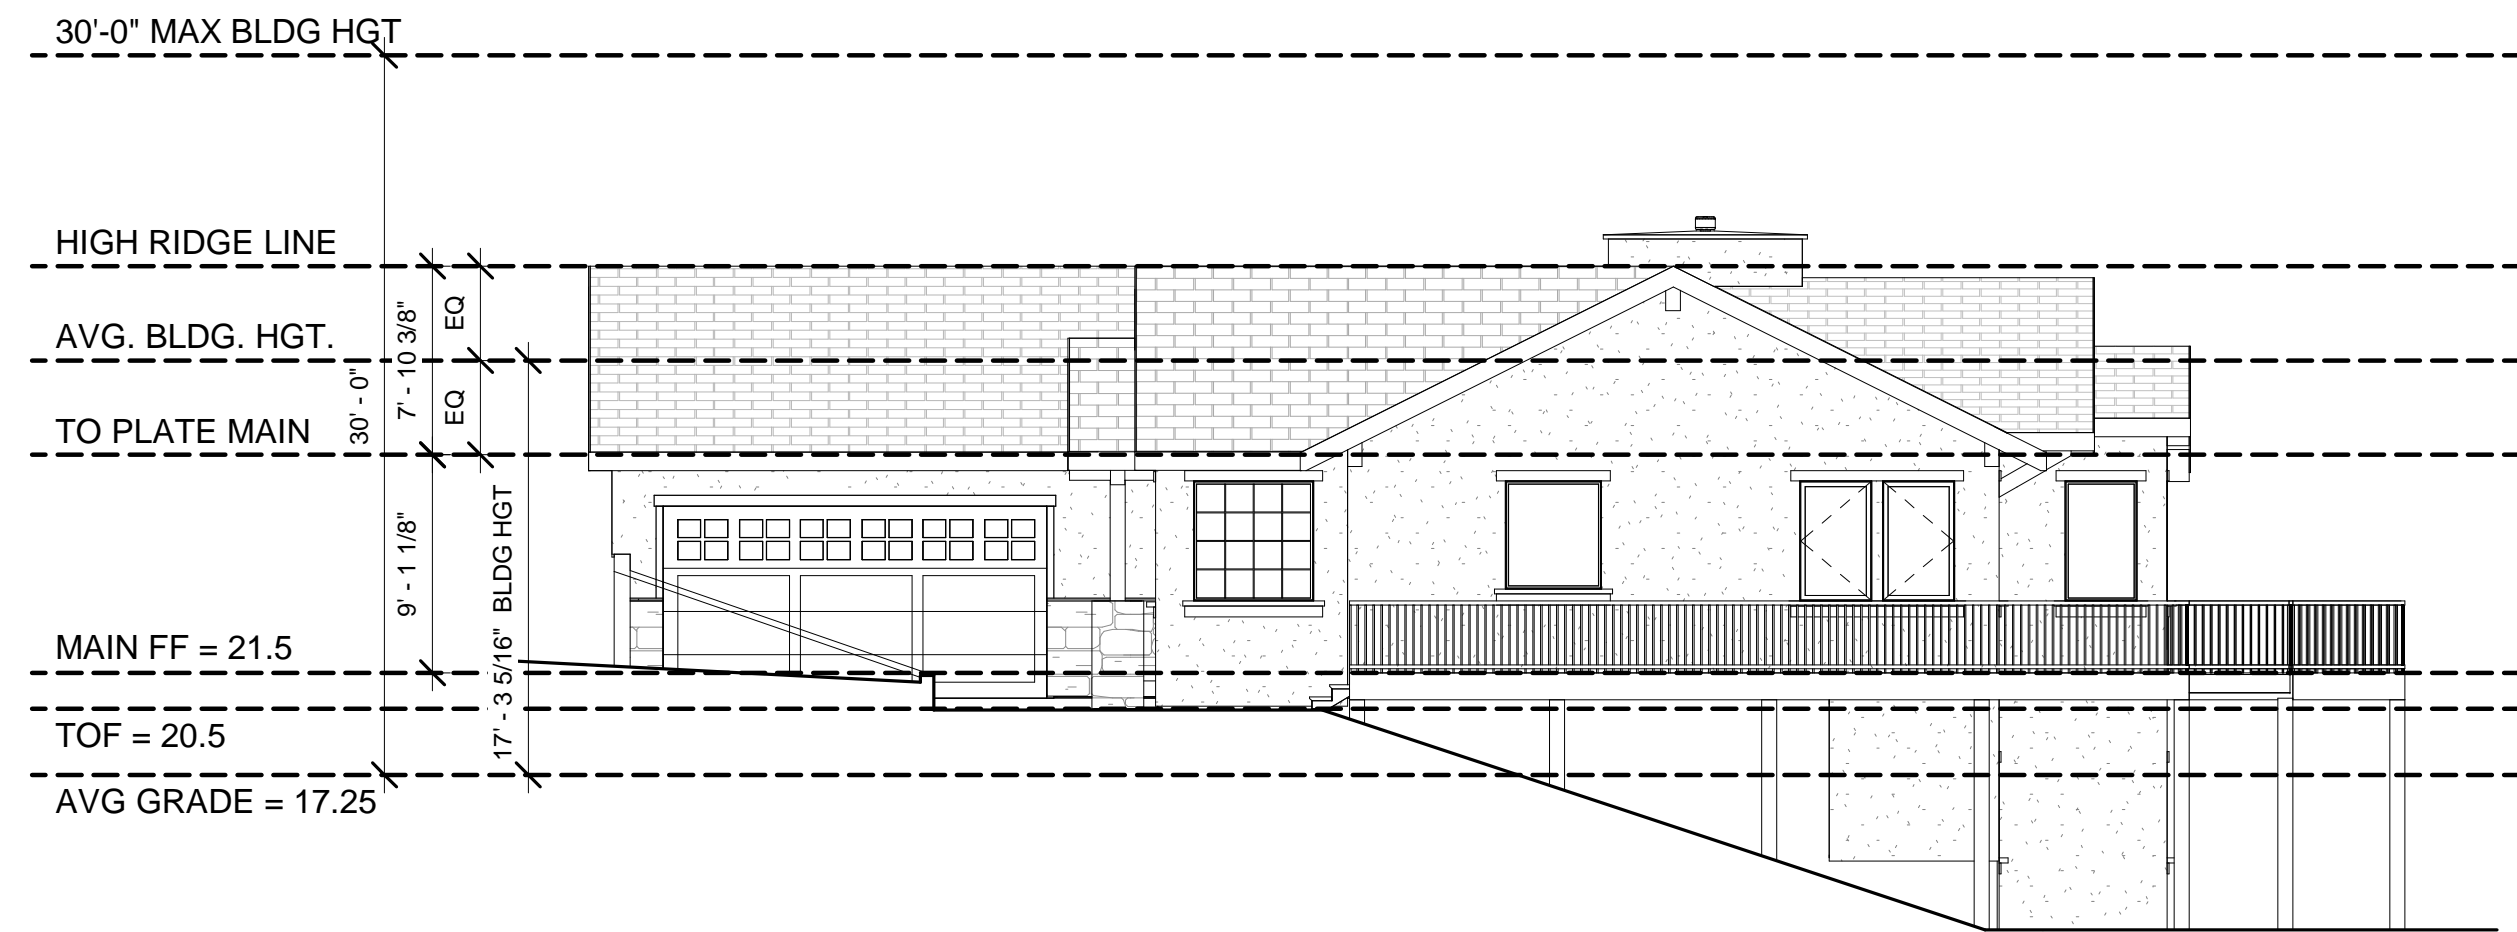 30'-0" MAX BLDG HGT
HIGH RIDGE LINE
AVG. BLDG. HGT.
TO PLATE MAIN
MAIN FF = 21.5
TOF = 20.5
AVG GRADE = 17.25
30' - 0"
7' - 10 3/8"
9' - 1 1/8"
EQ
EQ
17' - 3 5/16" BLDG HGT